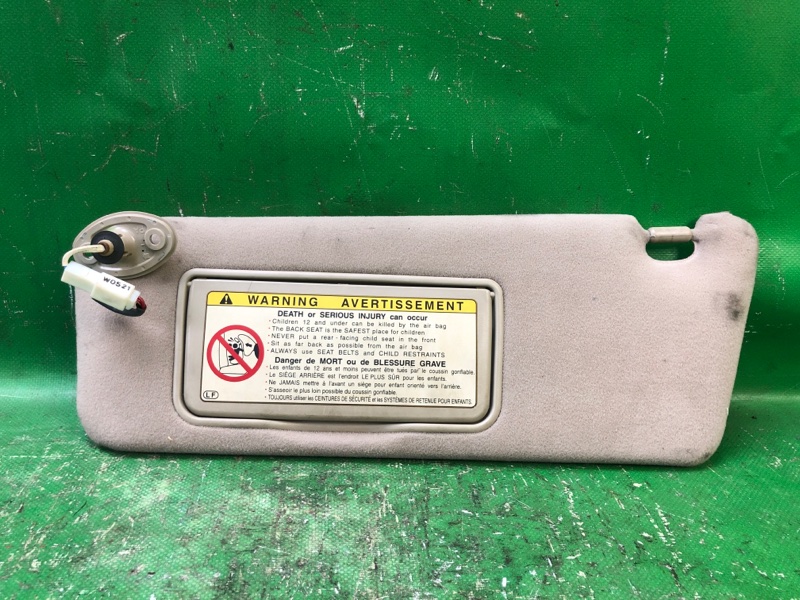 W0521
WARNING AVERTISSEMENT
DEATH or SERIOUS INJURY can occur
· Children 12 and under can be killed by the air bag
· The BACK SEAT is the SAFEST place for children
· NEVER put a rear-facing child seat in the front
· Sit as far back as possible from the air bag
· ALWAYS use SEAT BELTS and CHILD RESTRAINTS
Danger de MORT ou de BLESSURE GRAVE
· Les enfants de 12 ans et moins peuvent être tués par le coussin gonflable.
· Le SIÈGE ARRIÈRE est l'endroit LE PLUS SÛR pour les enfants.
· Ne JAMAIS mettre à l'avant un siège pour enfant orienté vers l'arrière.
· S'asseoir le plus loin possible du coussin gonflable.
· TOUJOURS utiliser les CEINTURES DE SÉCURITÉ et les SYSTÈMES DE RETENUE POUR ENFANTS.
LF